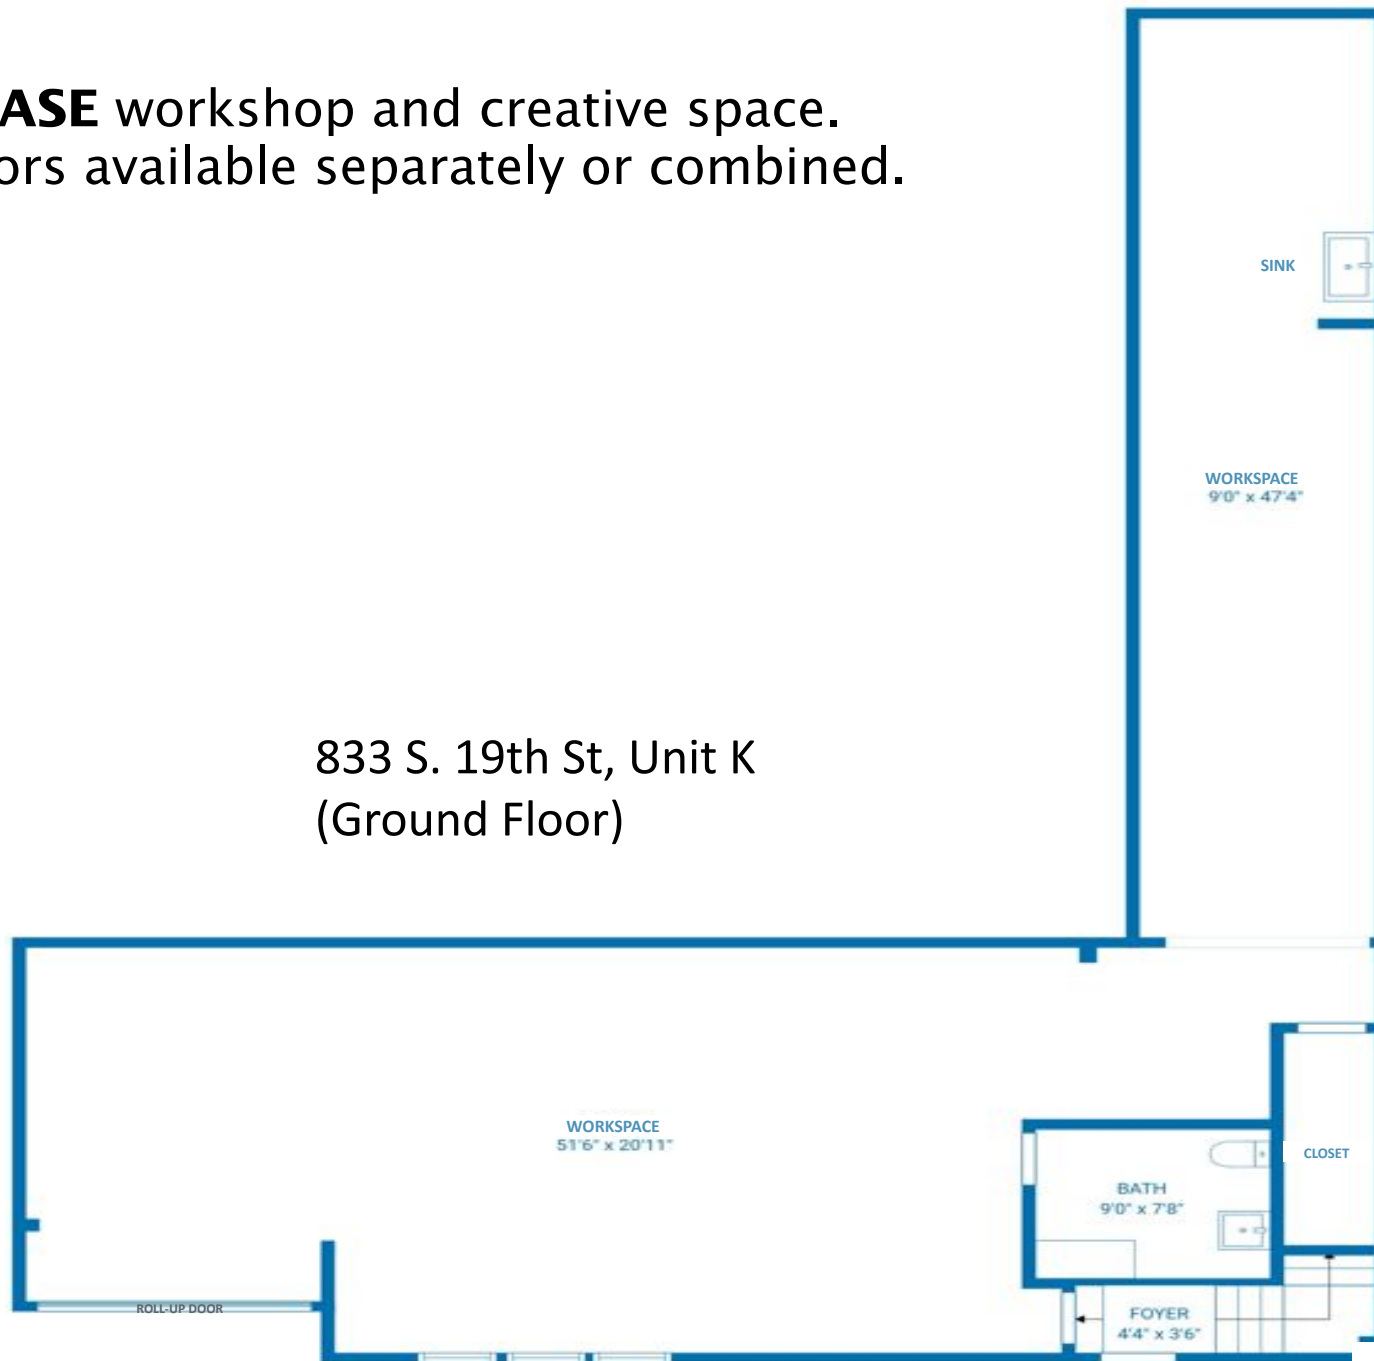 ASE workshop and creative space.
ors available separately or combined.
SINK
WORKSPACE
9'0" x 47'4"
833 S. 19th St, Unit K
(Ground Floor)
WORKSPACE
51'6" x 20'11"
CLOSET
BATH
9'0" x 7'8"
ROLL-UP DOOR
FOYER
4'4" x 3'6"